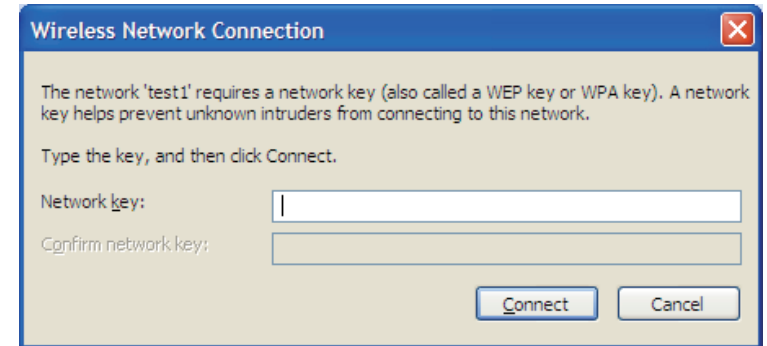 Wireless Network Connection
The network 'test1' requires a network key (also called a WEP key or WPA key). A network
key helps prevent unknown intruders from connecting to this network.
Type the key, and then click Connect.
Network key:
Confirm network key:
Connect Cancel